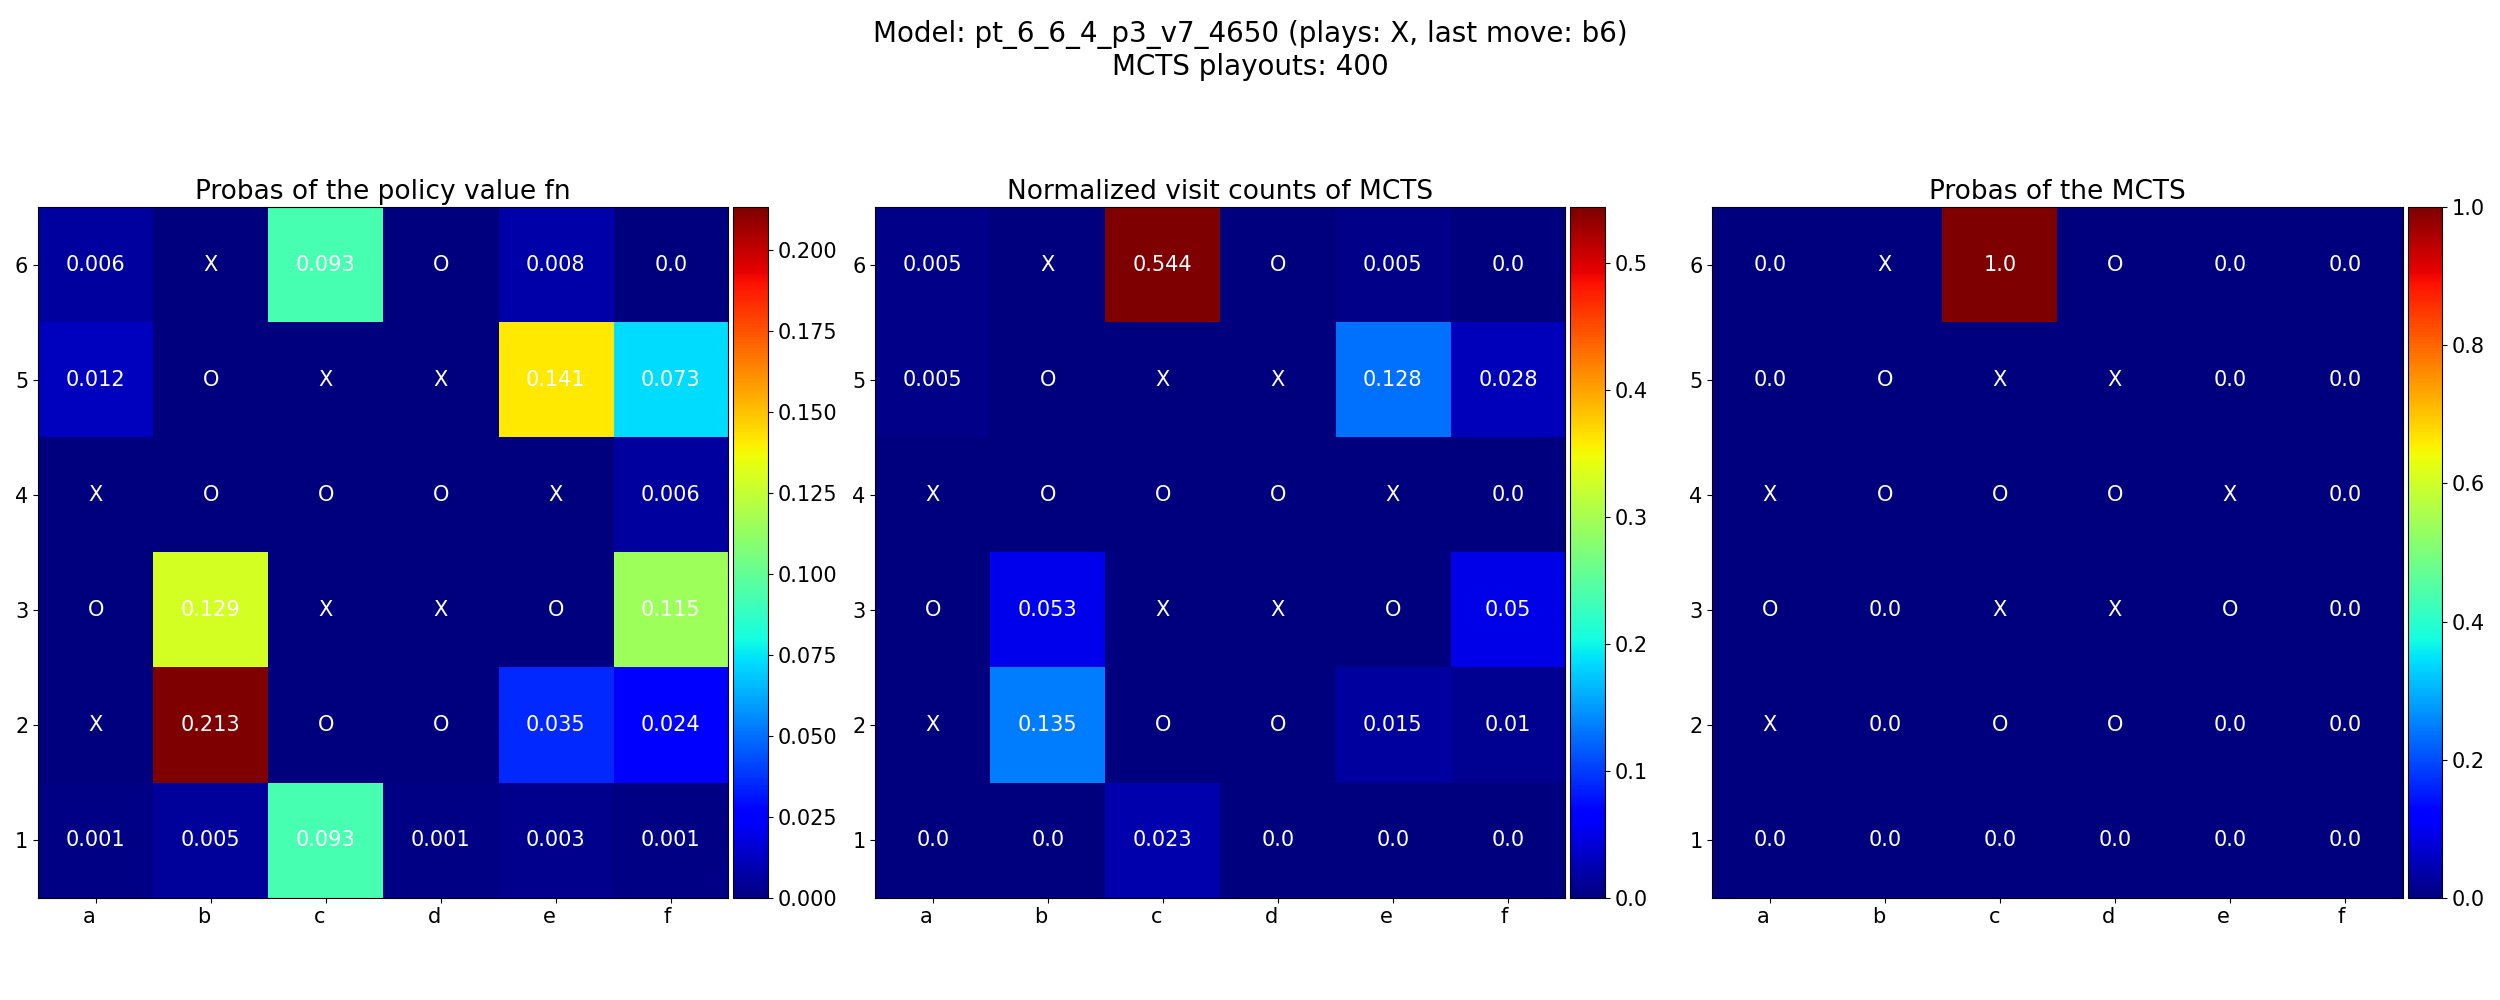 Model: pt_6_6_4_p3_v7_4650 (plays: X, last move: b6)
MCTS playouts: 400
Probas of the policy value fn
6 0.006 X 0.093 O 0.008 0.0
5 0.012 O X X 0.141 0.073
4 X O O O X 0.006
3 O 0.129 X X O 0.115
2 X 0.213 O O 0.035 0.024
1 0.001 0.005 0.093 0.001 0.003 0.001
a b c d e f
0.200
0.175
0.150
0.125
0.100
0.075
0.050
0.025
0.000
Normalized visit counts of MCTS
6 0.005 X 0.544 O 0.005 0.0
5 0.005 O X X 0.128 0.028
4 X O O O X 0.0
3 O 0.053 X X O 0.05
2 X 0.135 O O 0.015 0.01
1 0.0 0.0 0.023 0.0 0.0 0.0
a b c d e f
0.5
0.4
0.3
0.2
0.1
0.0
Probas of the MCTS
6 0.0 X 1.0 O 0.0 0.0
5 0.0 O X X 0.0 0.0
4 X O O O X 0.0
3 O 0.0 X X O 0.0
2 X 0.0 O O 0.0 0.0
1 0.0 0.0 0.0 0.0 0.0 0.0
a b c d e f
1.0
0.8
0.6
0.4
0.2
0.0